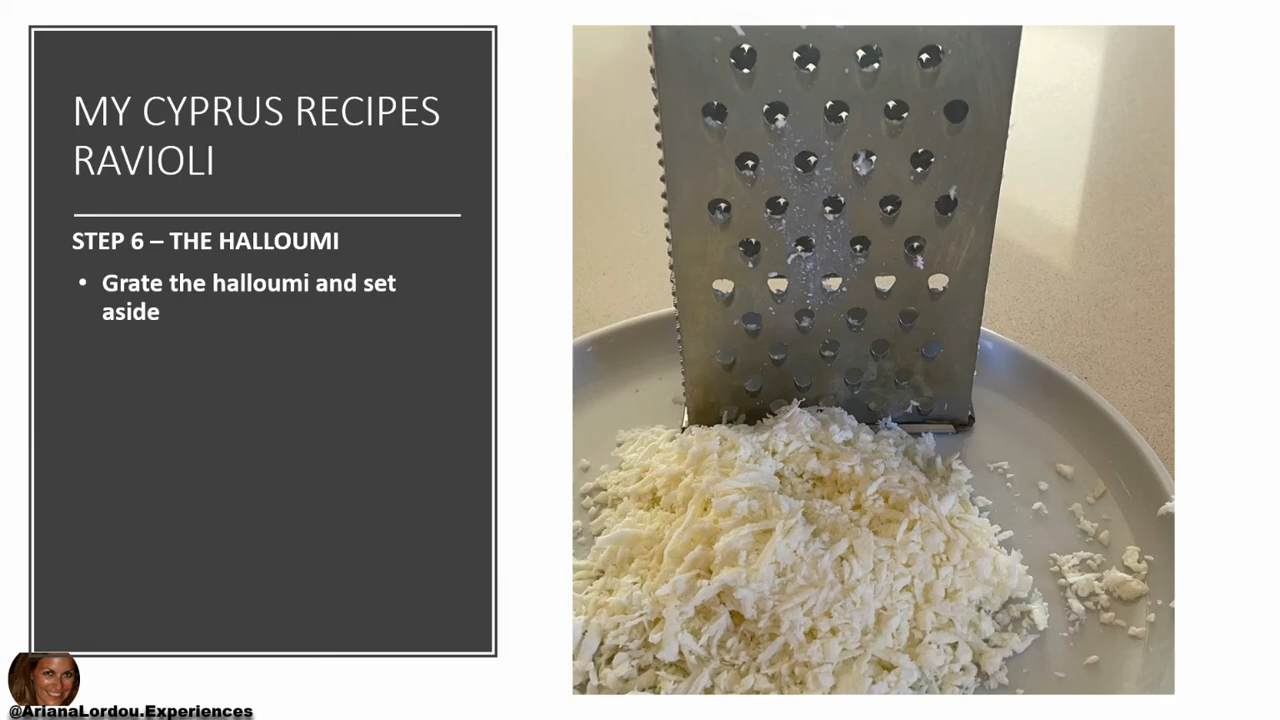 MY CYPRUS RECIPES
RAVIOLI
STEP 6 – THE HALLOUMI
• Grate the halloumi and set
aside
@ArianaLordou.Experiences